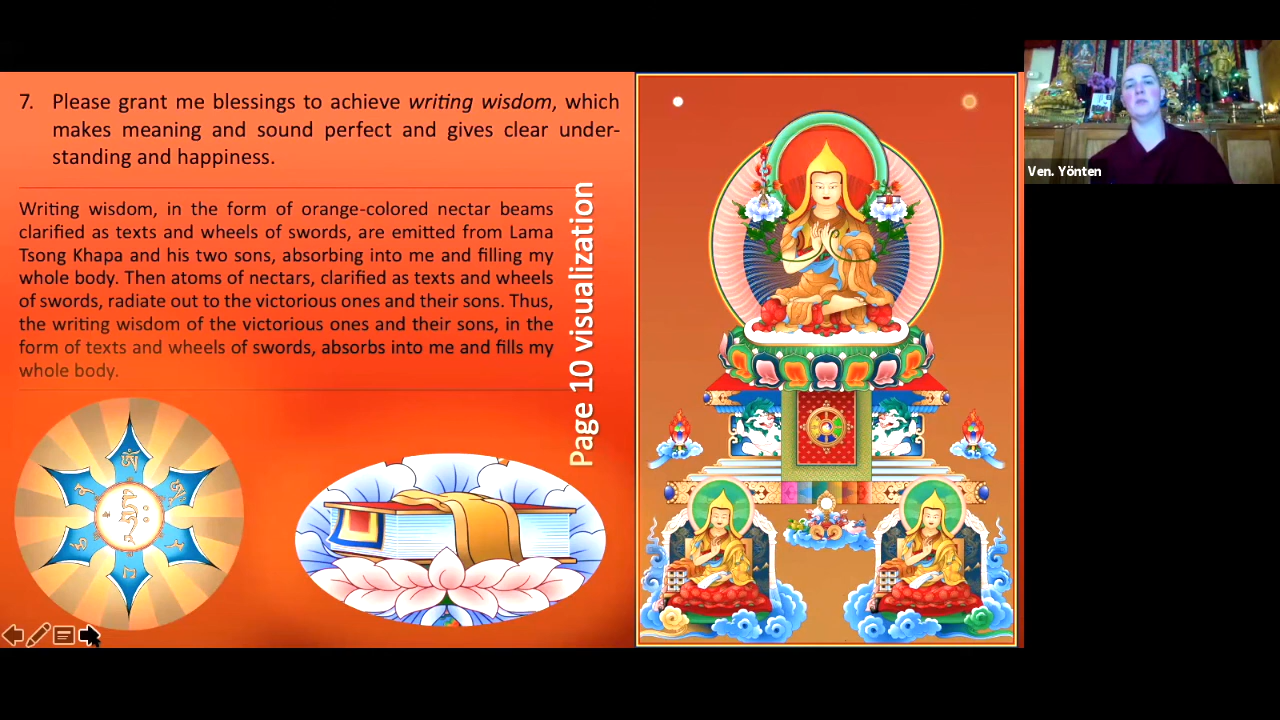 7. Please grant me blessings to achieve writing wisdom, which
makes meaning and sound perfect and gives clear under-
standing and happiness.
Writing wisdom, in the form of orange-colored nectar beams
clarified as texts and wheels of swords, are emitted from Lama
Tsong Khapa and his two sons, absorbing into me and filling my
whole body. Then atoms of nectars, clarified as texts and wheels
of swords, radiate out to the victorious ones and their sons. Thus,
the writing wisdom of the victorious ones and their sons, in the
form of texts and wheels of swords, absorbs into me and fills my
whole body.
Page 10 visualization
Ven. Yönten